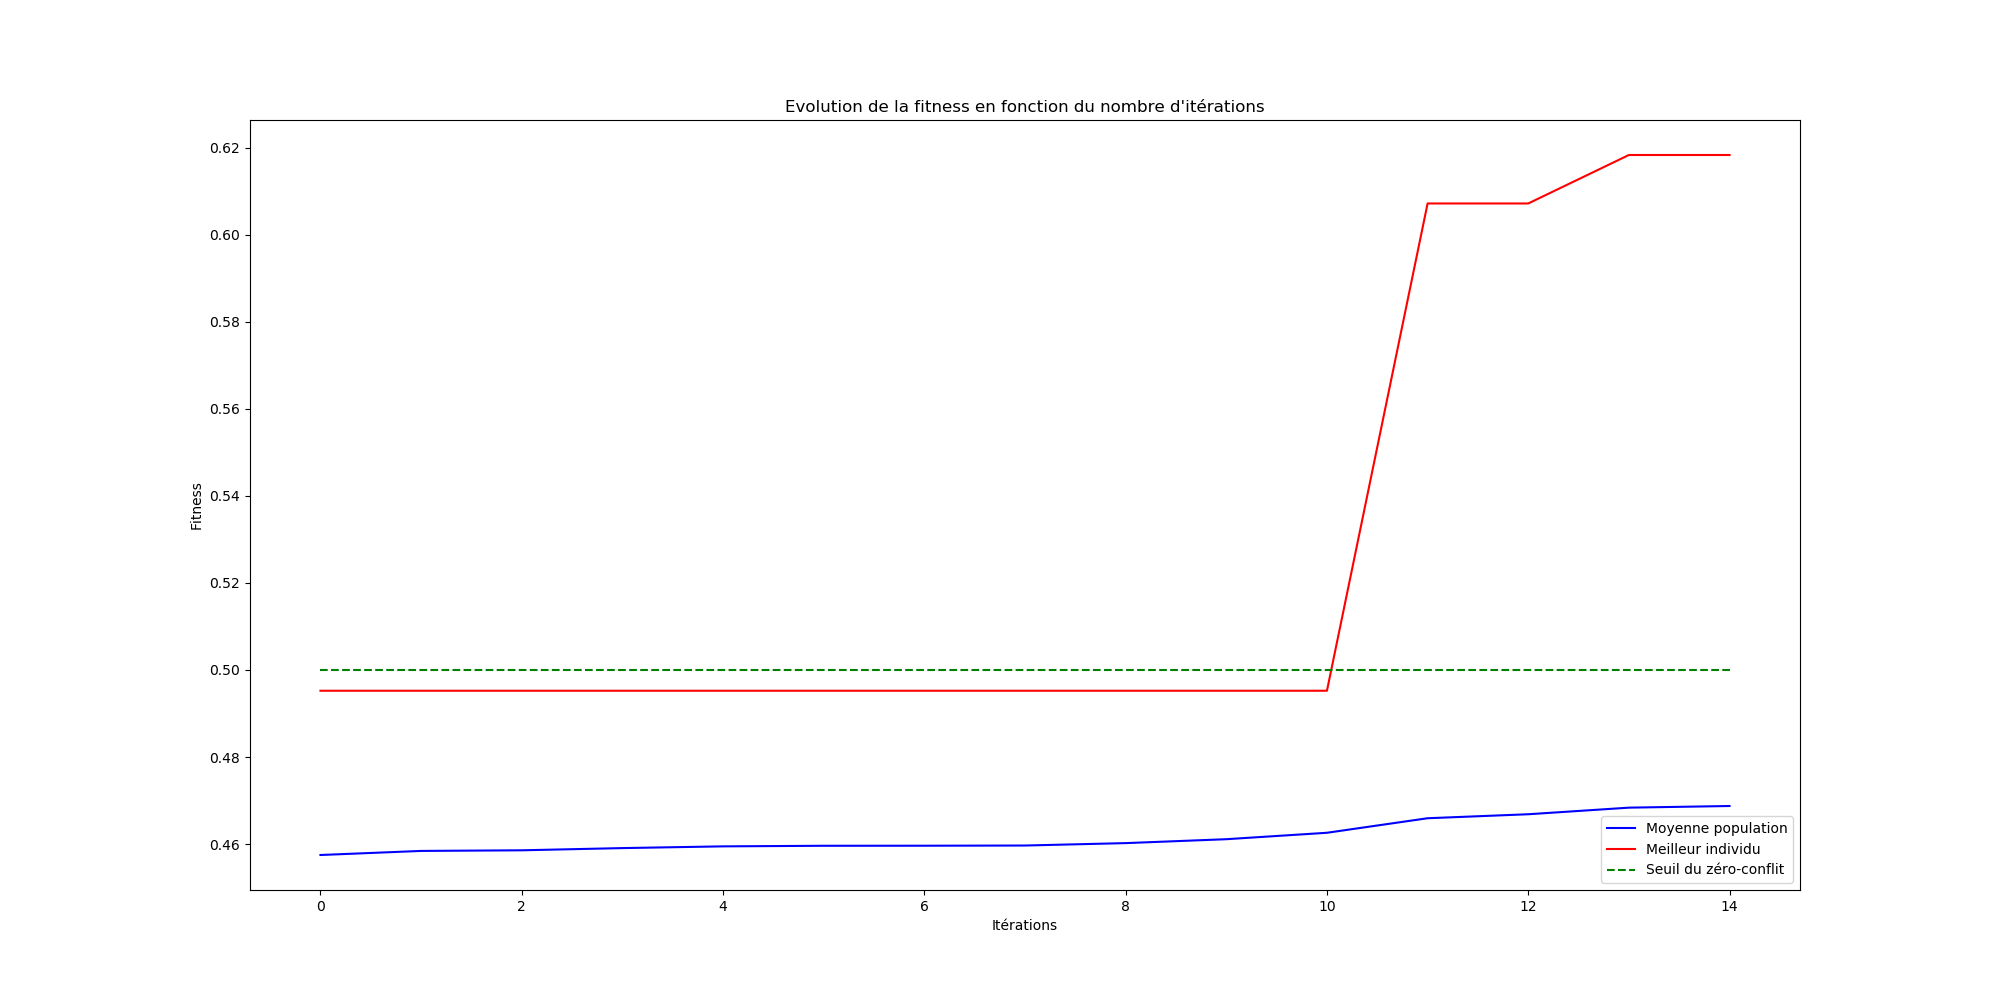 Evolution de la fitness en fonction du nombre d'itérations
0.62
0.60
0.58
0.56
0.54
0.52
0.50
0.48
0.46
Fitness
0 2 4 6 8 10 12 14
Itérations
Moyenne population
Meilleur individu
Seuil du zéro-conflit